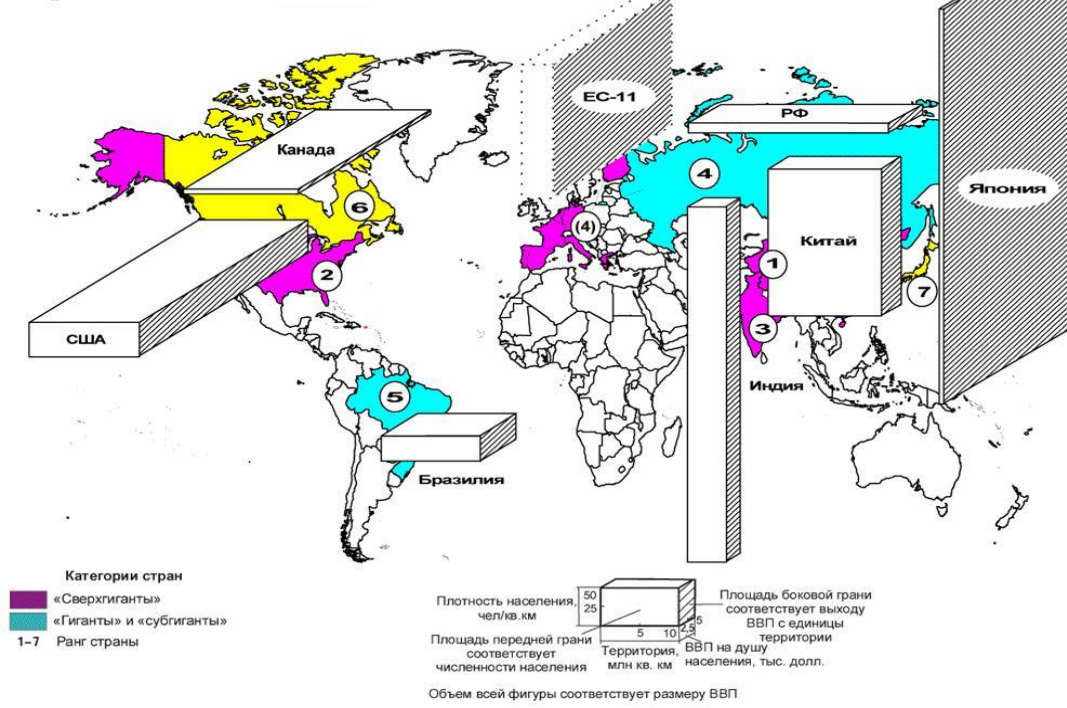 ЕС-11
РФ
Канада
4
Япония
6
(4)
Китай
1
2
7
США
3
Индия
5
Бразилия
Категории стран
«Сверхгиганты»
«Гиганты» и «субгиганты»
1–7 Ранг страны
Плотность населения,
чел/кв.км
50
25
5 10
2,5
5
Площадь передней грани
соответствует
численности населения
Территория,
млн кв. км
ВВП на душу
населения, тыс. долл.
Площадь боковой грани
соответствует выходу
ВВП с единицы
территории
Объем всей фигуры соответствует размеру ВВП